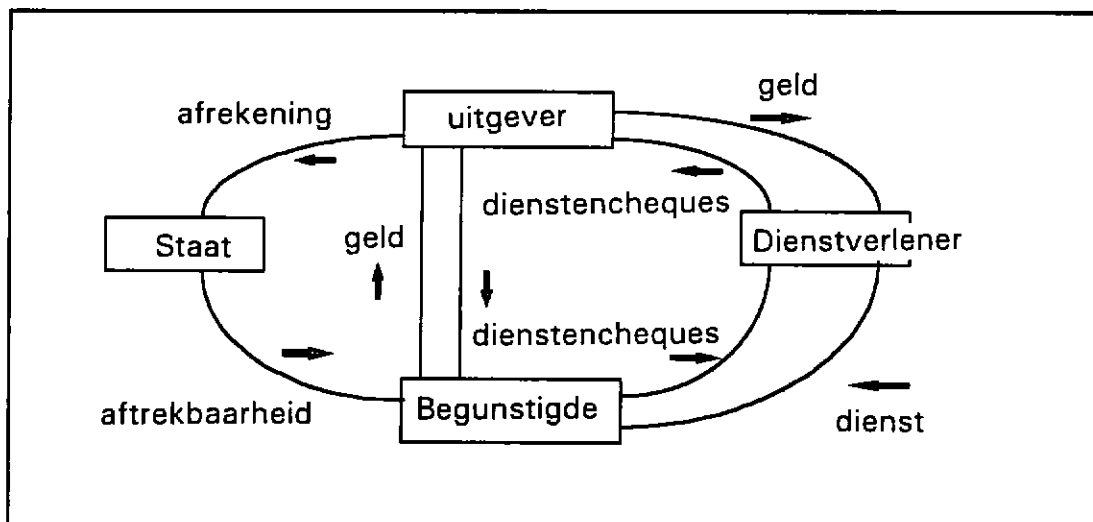 geld
afrekening
uitgever
dienstencheques
Staat
geld
Dienstverlener
dienstencheques
aftrekbaarheid
Begunstigde
dienst